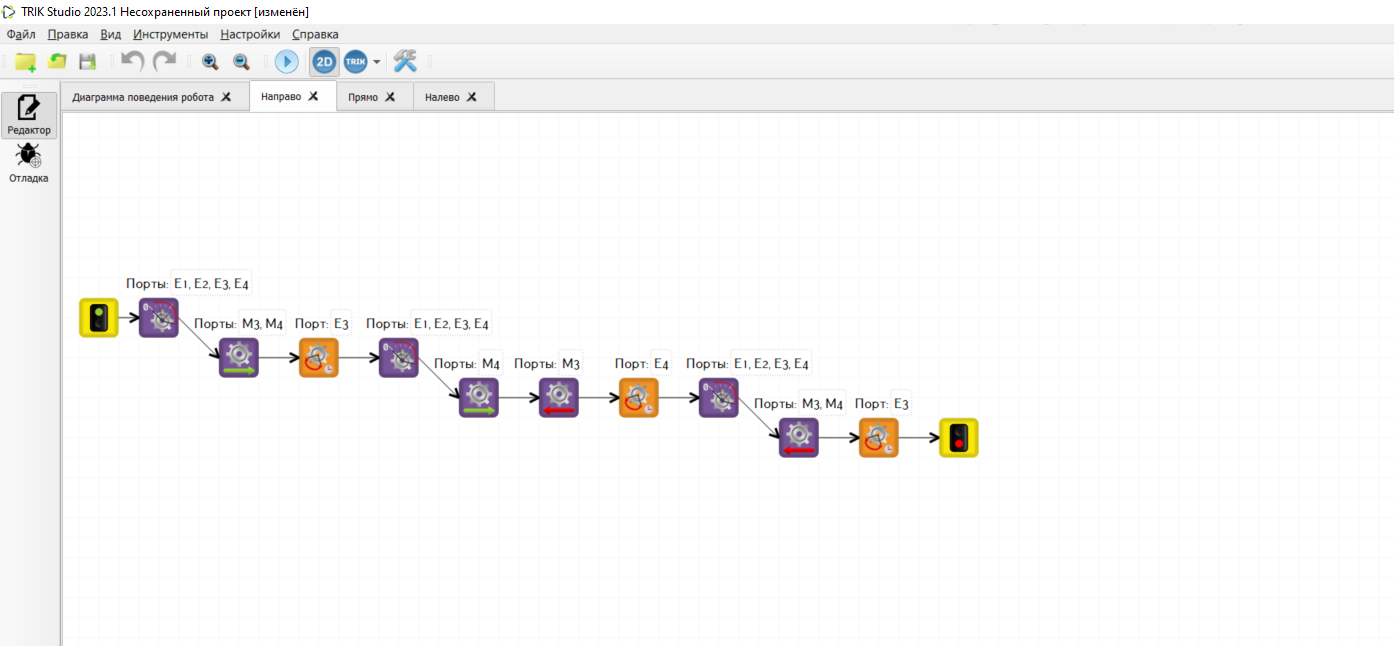 TRIK Studio 2023.1 Несохраненный проект [изменён]
Файл Правка Вид Инструменты Настройки Справка
2D TRIK
Диаграмма поведения робота Направо Прямо Налево
Редактор
Отладка
Порты: E1, E2, E3, E4
Порты: M3, M4 Порт: E3 Порты: E1, E2, E3, E4
Порты: M4 Порты: M3 Порт: E4 Порты: E1, E2, E3, E4
Порты: M3, M4 Порт: E3